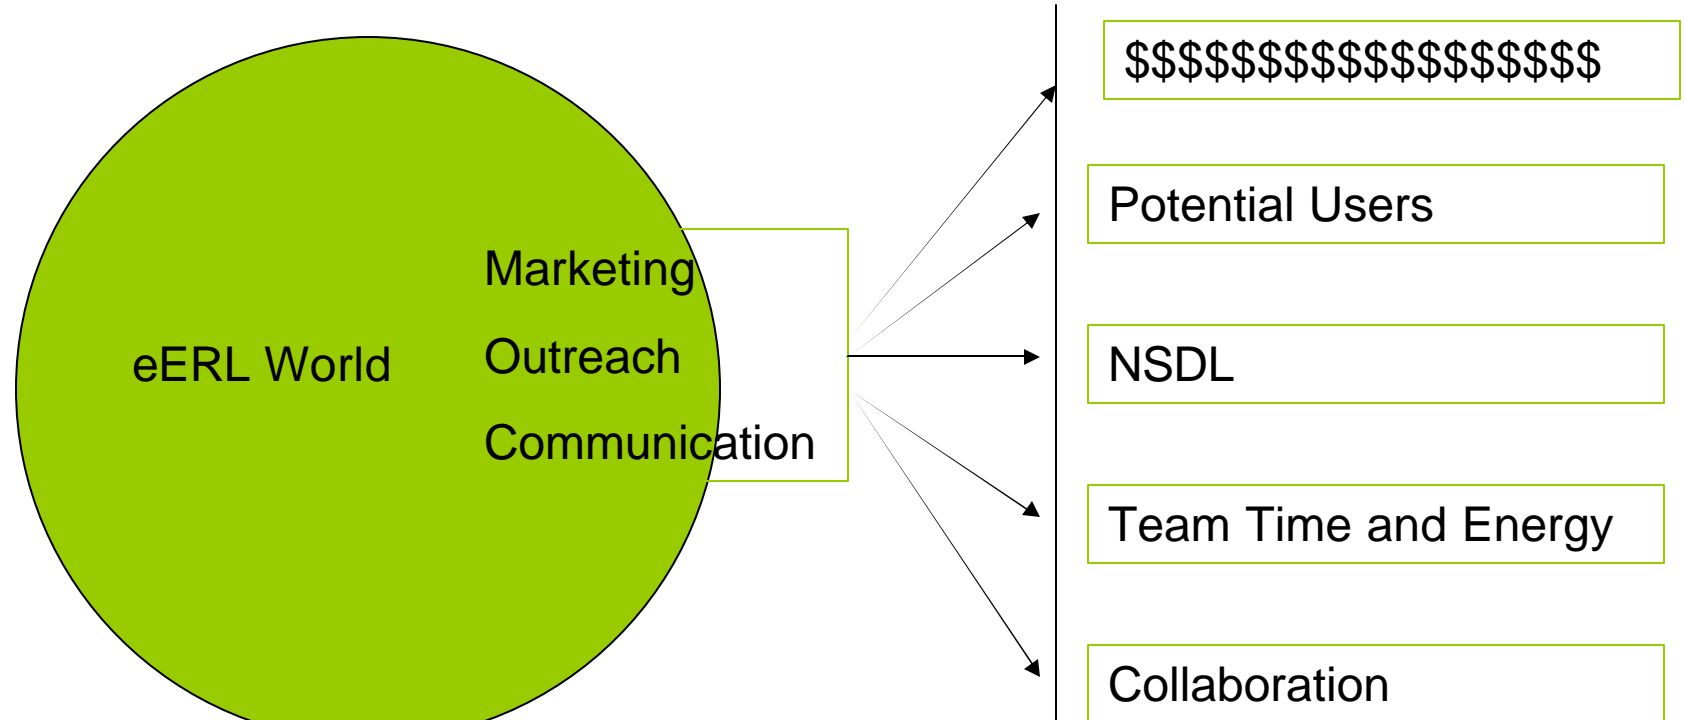 eERL World
Marketing
Outreach
Communication
$$$$$$$$$$$$$$$$$$
Potential Users
NSDL
Team Time and Energy
Collaboration